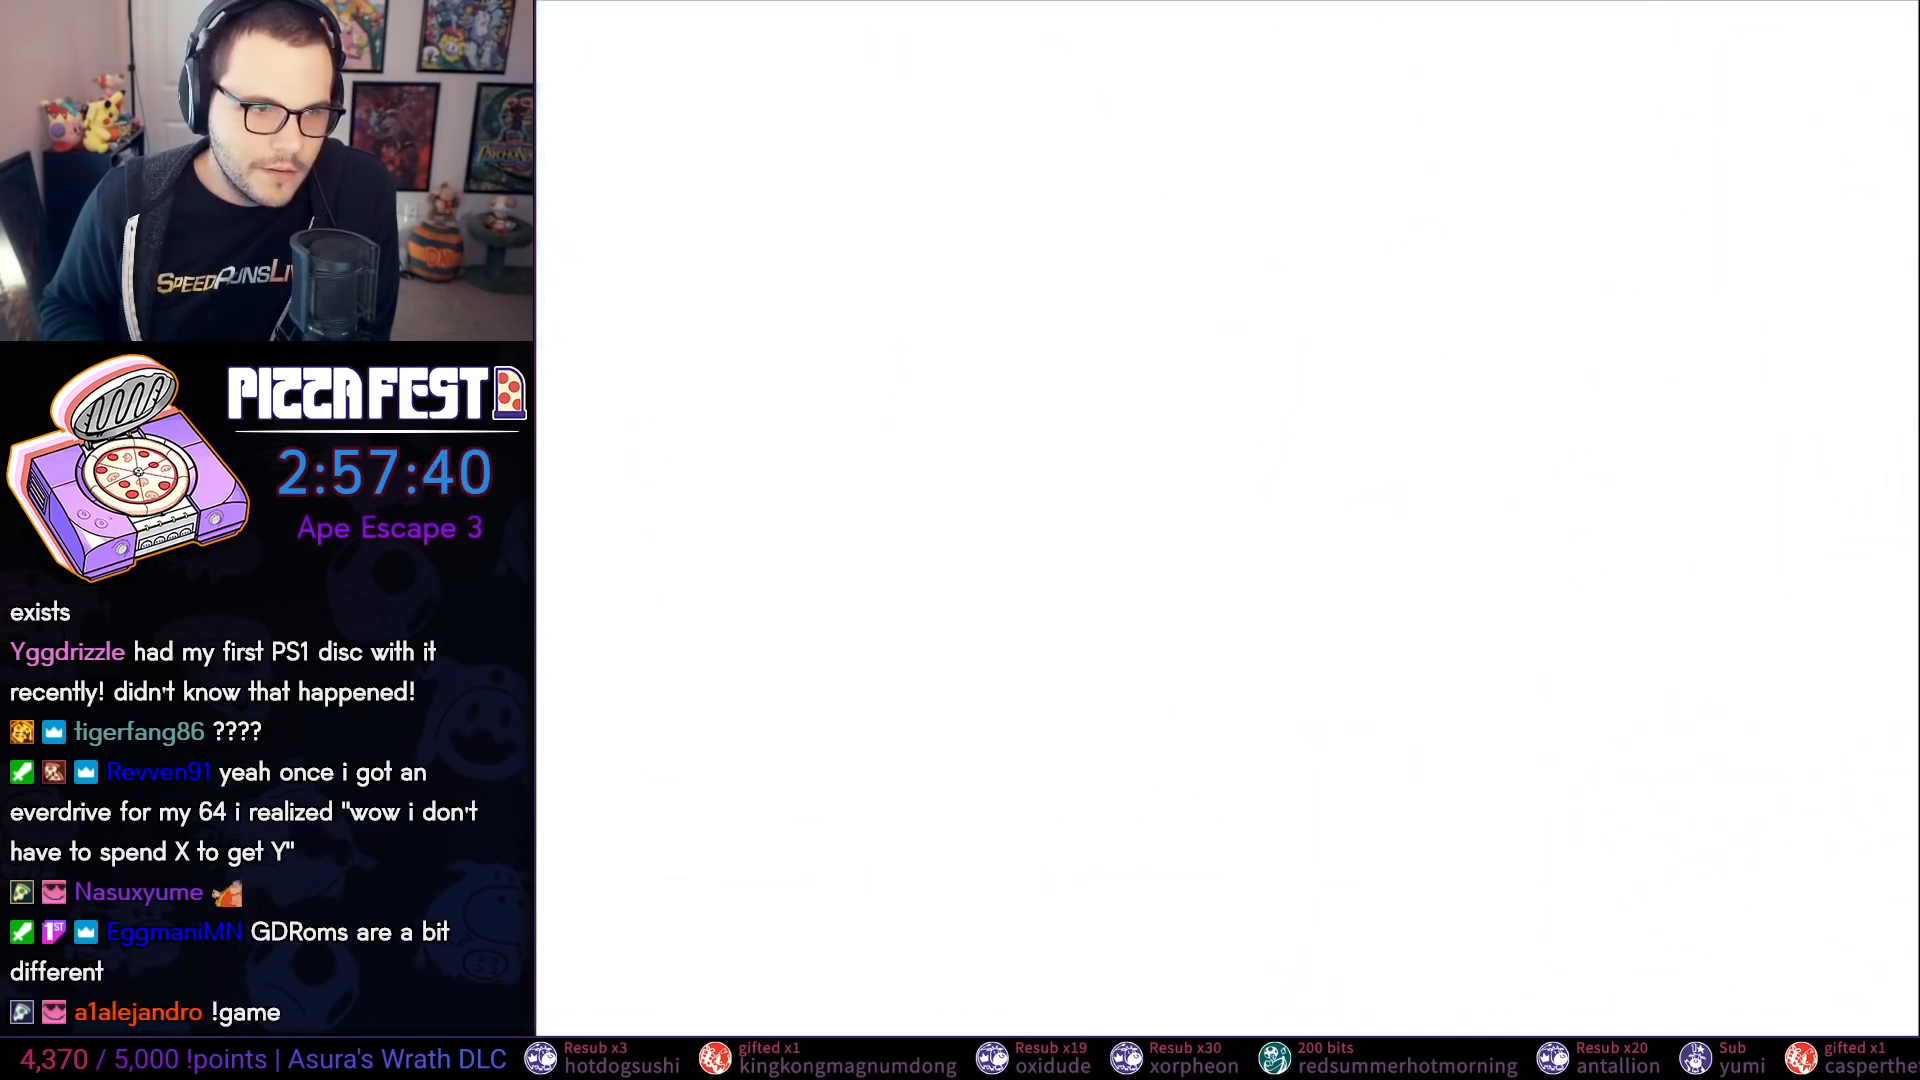 SPEEDRUNSLI
PIZZA FEST
2:57:40
Ape Escape 3
exists
Yggdrizzle had my first PS1 disc with it
recently! didn't know that happened!
tigerfang86 ????
Revven91 yeah once i got an
everdrive for my 64 i realized "wow i don't
have to spend X to get Y"
Nasuxyume
1ST EggmaniMN GDRoms are a bit
different
a1alejandro !game
4,370 / 5,000 !points | Asura's Wrath DLC
Resub x3
hotdogsushi
gifted x1
kingkongmagnumdong
Resub x19
oxidude
Resub x30
xorpheon
200 bits
redsummerhotmorning
Resub x20
antallion
Sub
yumi
gifted x1
casperthe